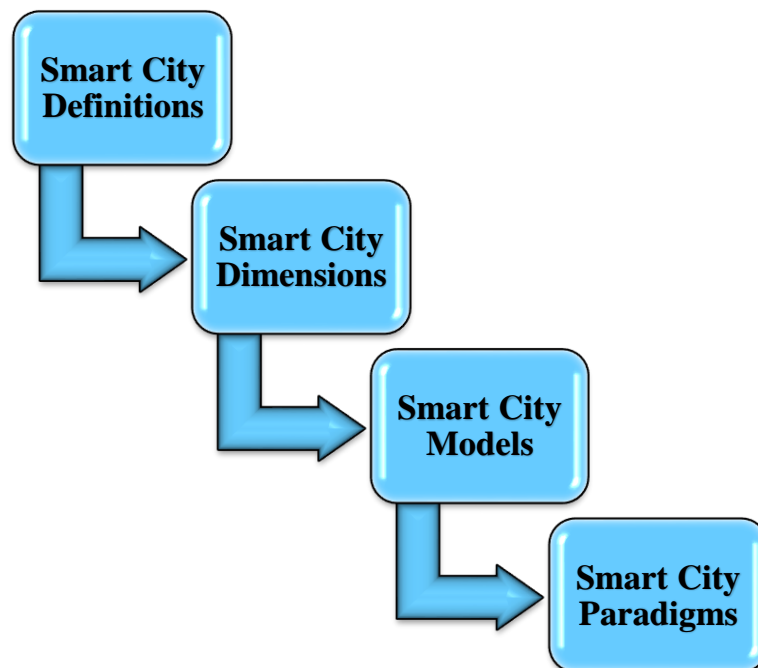 Smart City
Definitions
Smart City
Dimensions
Smart City
Models
Smart City
Paradigms